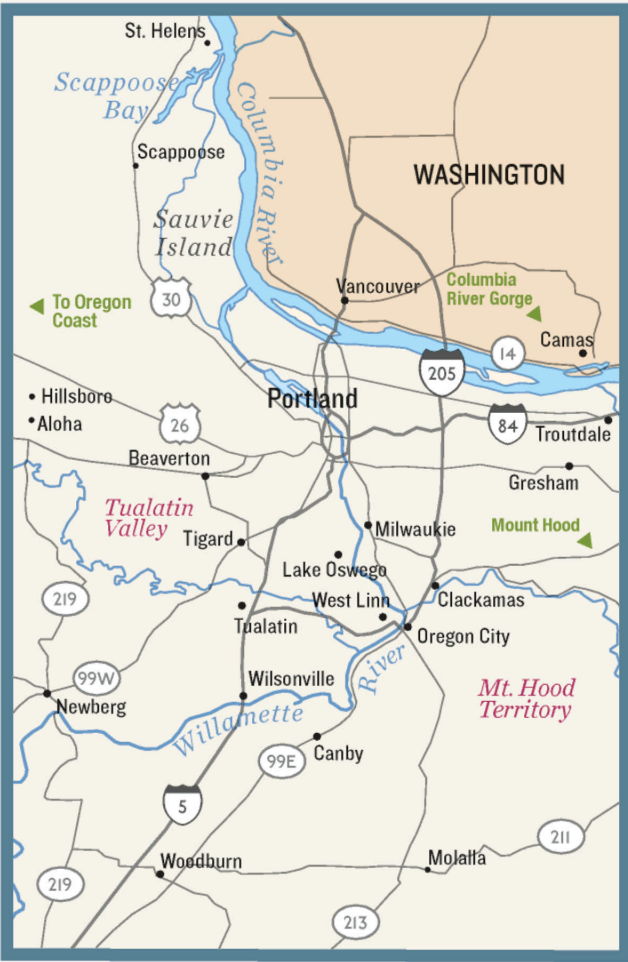 St. Helens
Scappoose
Bay
Columbia River
Scappoose
WASHINGTON
Sauvie
Island
Vancouver
Columbia
River Gorge
30
To Oregon
Coast
Camas
14
205
Portland
Hillsboro
Aloha
26
84
Troutdale
Beaverton
Gresham
Tualatin
Valley
Milwaukie
Mount Hood
Tigard
Lake Oswego
219
West Linn
Clackamas
Tualatin
Oregon City
99W
Wilsonville
River
Newberg
Mt. Hood
Territory
Willamette
Canby
99E
5
211
Woodburn
Molalla
219
213